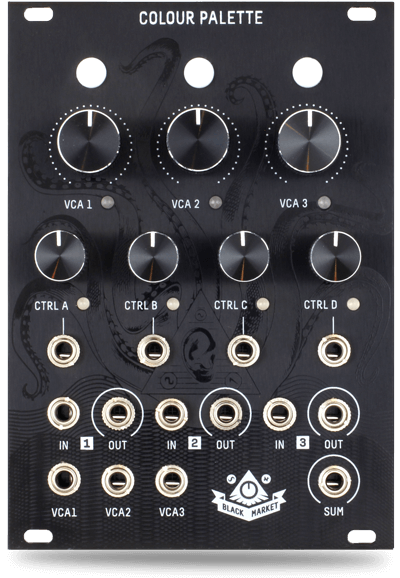 COLOUR PALETTE
VCA 1 VCA 2 VCA 3
CTRL A CTRL B CTRL C CTRL D
IN 1 OUT IN 2 OUT IN 3 OUT
S M
BLACK MARKET
VCA1 VCA2 VCA3 SUM